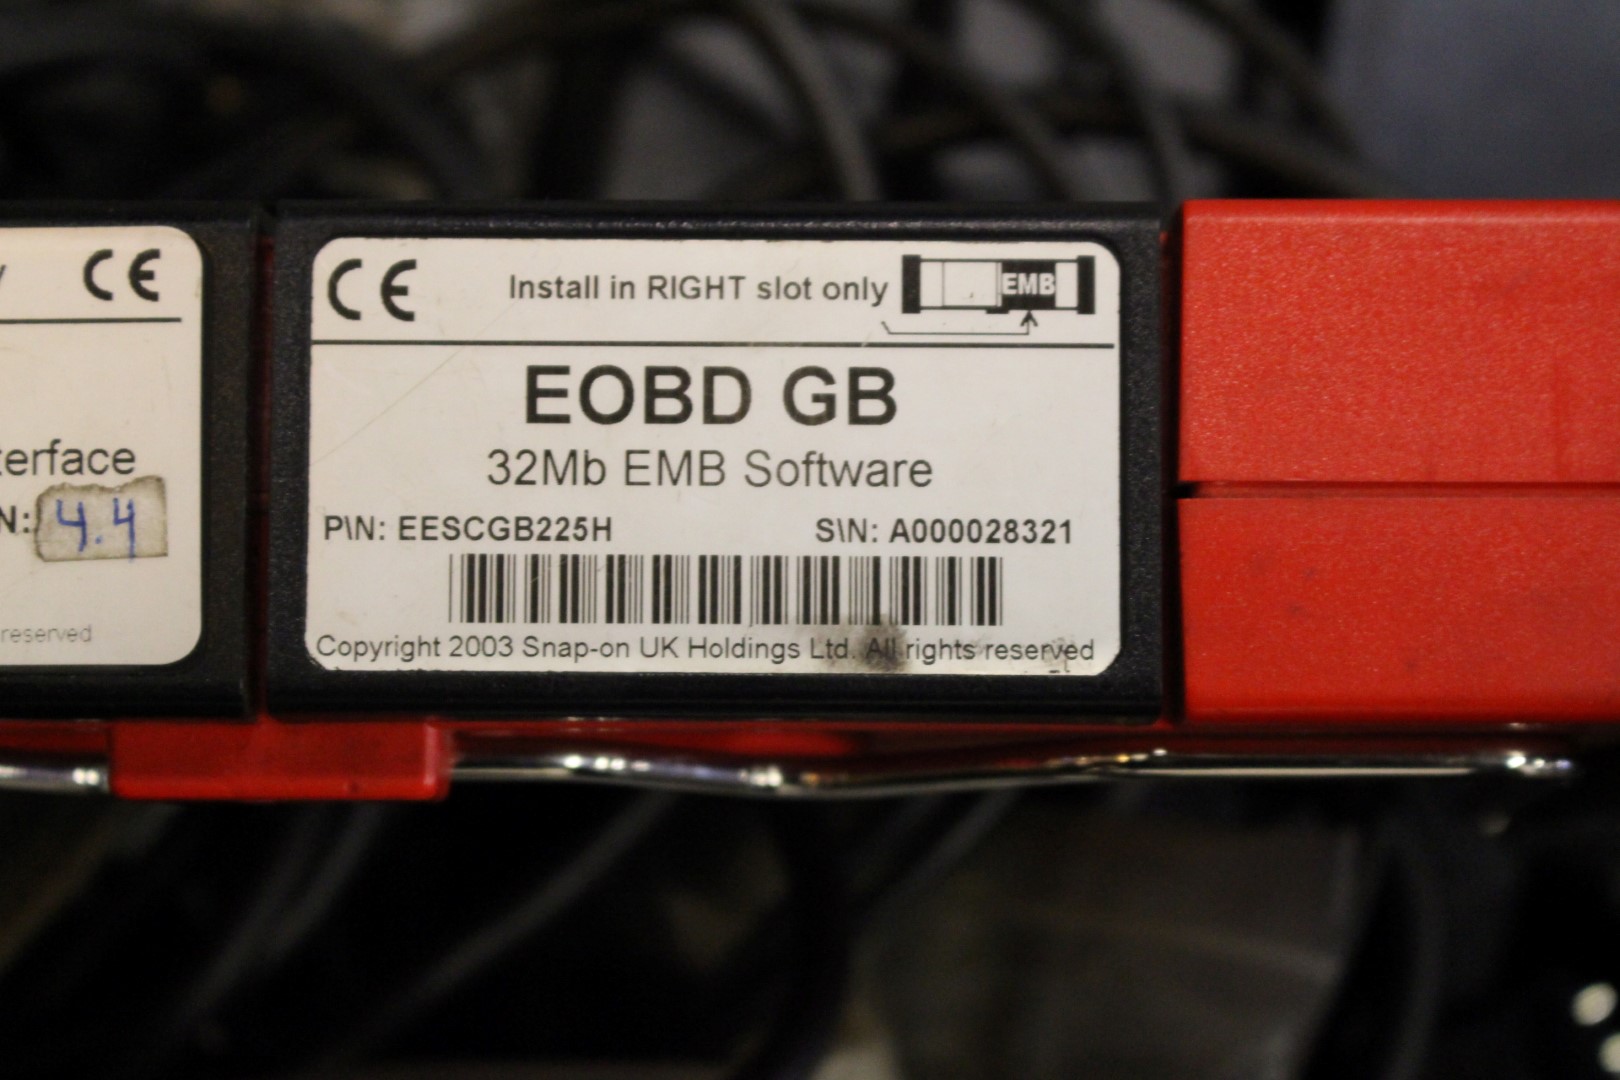 CE
terface
N: 4.4
reserved
CE Install in RIGHT slot only EMB
EOBD GB
32Mb EMB Software
P\N: EESCGB225H S\N: A000028321
Copyright 2003 Snap-on UK Holdings Ltd. All rights reserved